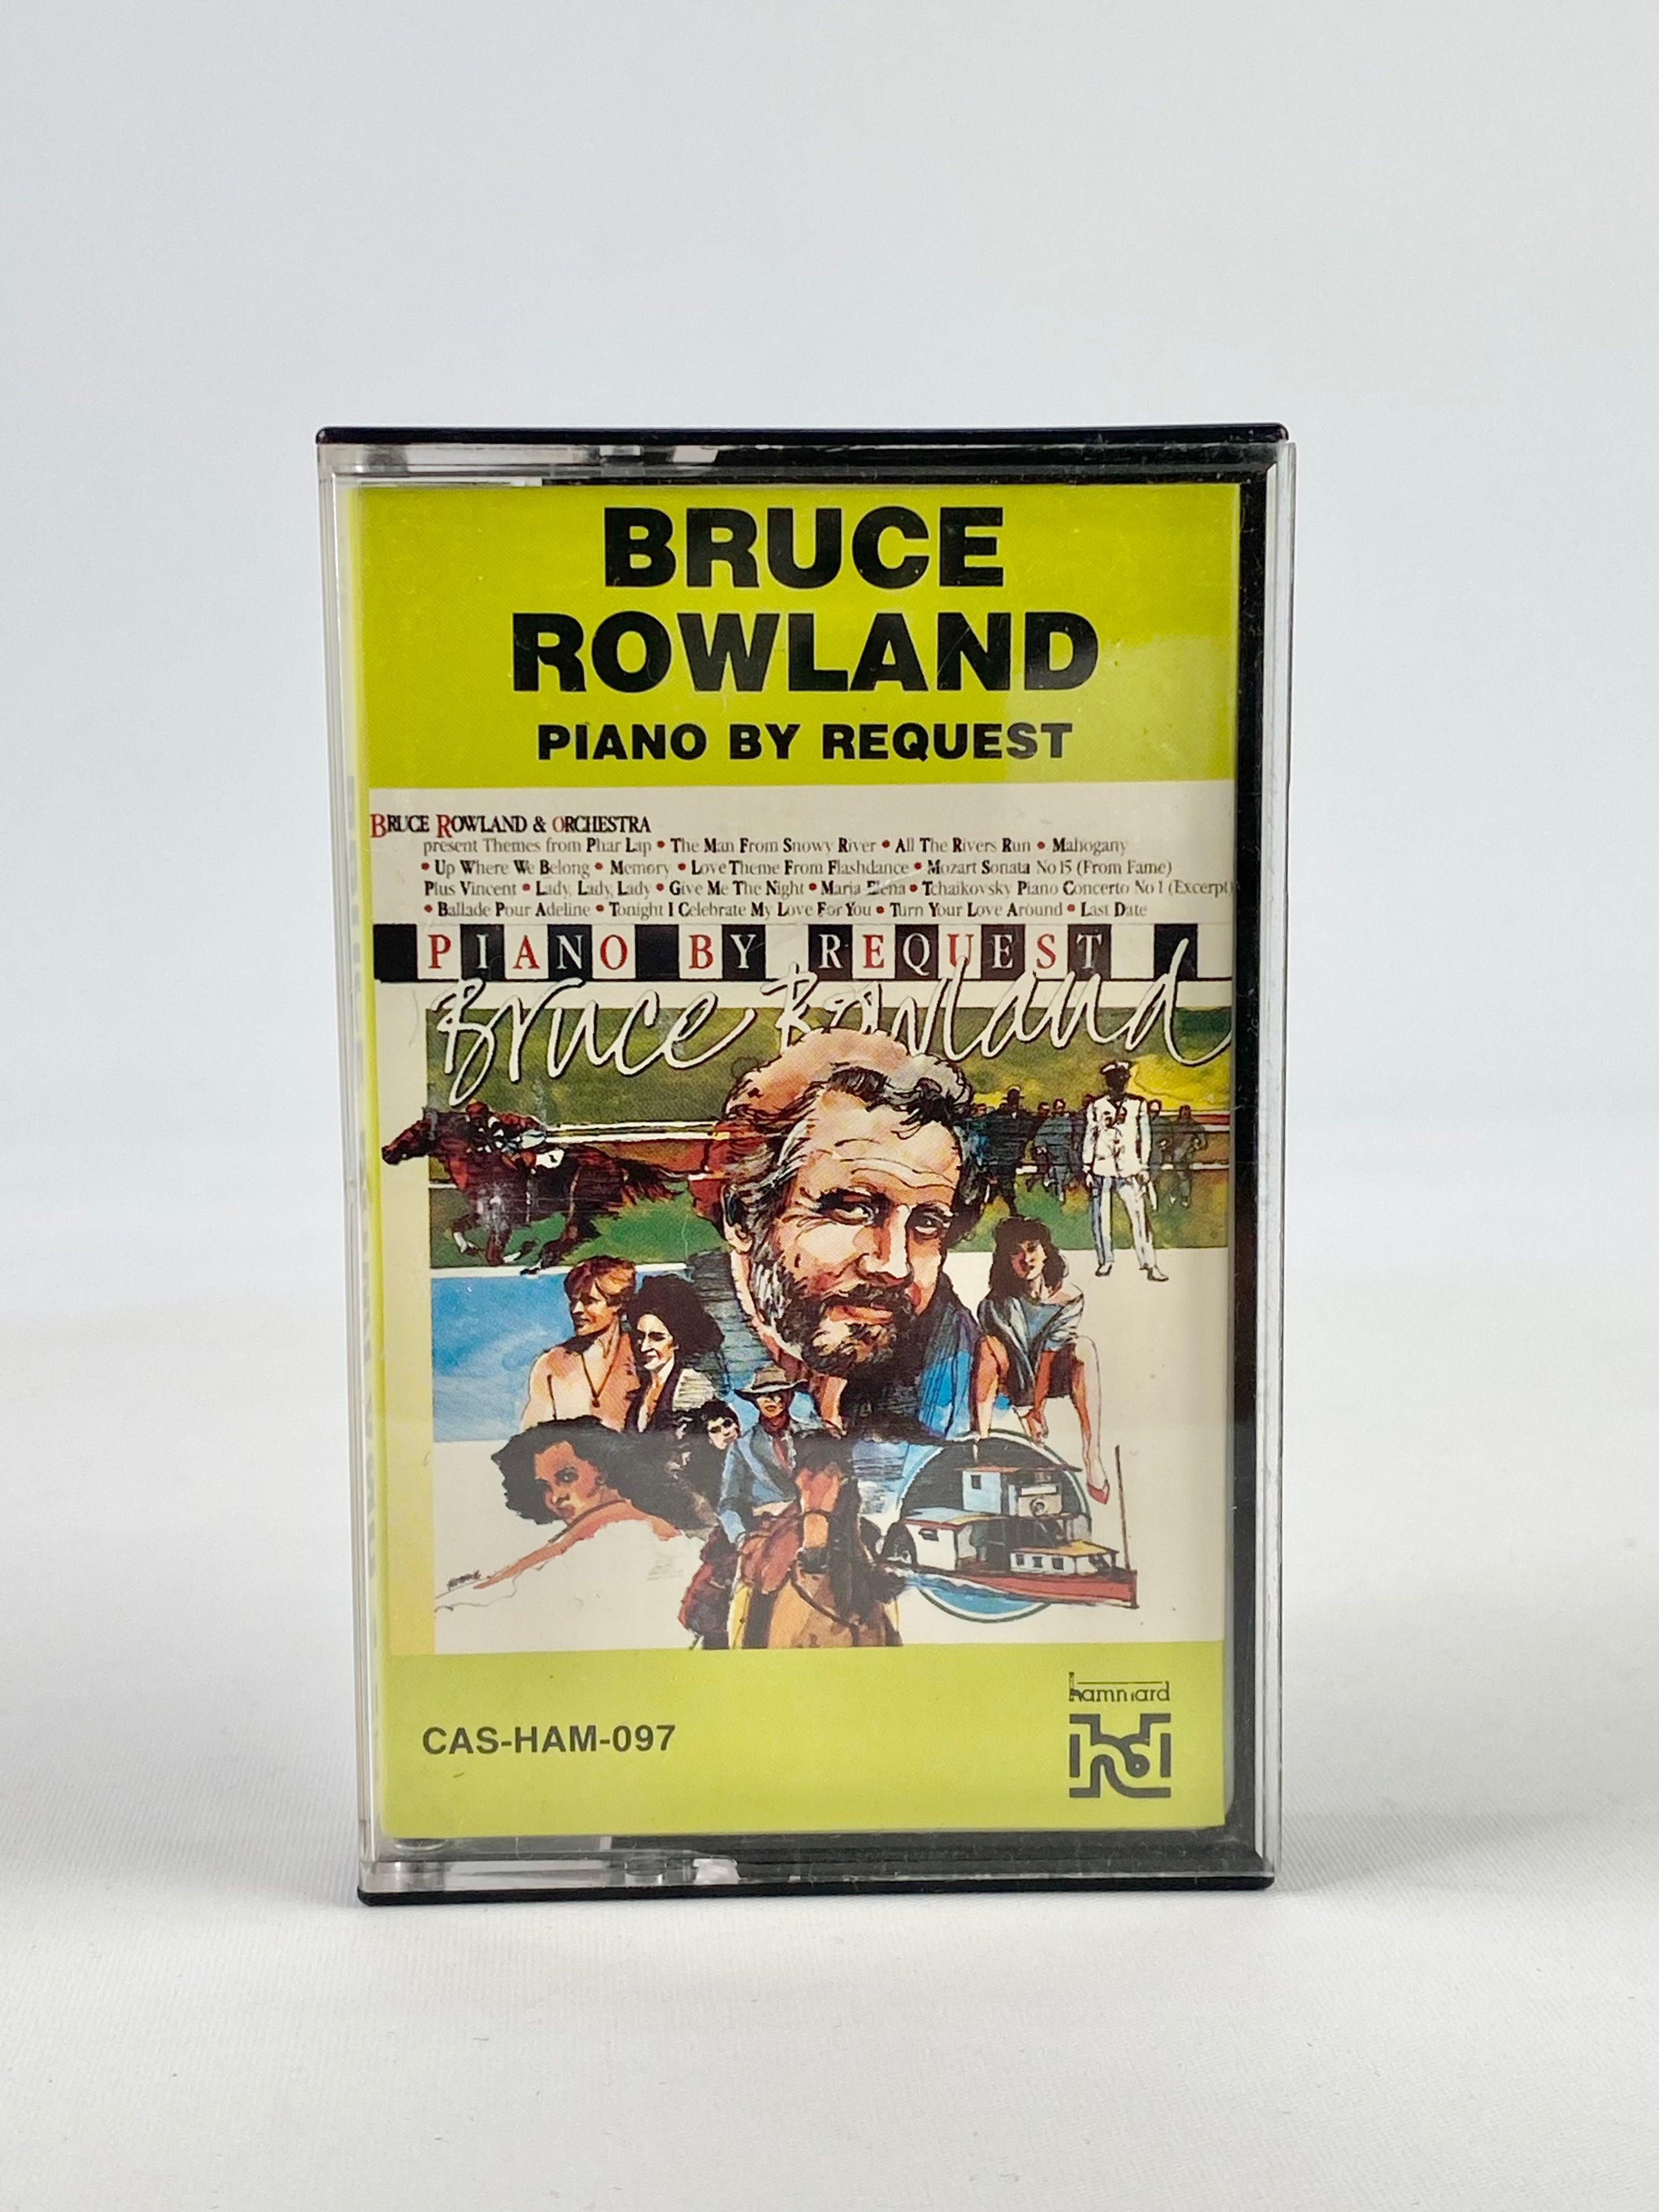 BRUCE
ROWLAND
PIANO BY REQUEST
BRUCE ROWLAND & ORCHESTRA
present Themes from Phar Lap • The Man From Snowy River • All The Rivers Run • Mahogany
• Up Where We Belong • Memory • Love Theme From Flashdance • Mozart Sonata No 15 (From Fame)
Plus Vincent • Lady, Lady, Lady • Give Me The Night • Maria Elena • Tchaikovsky Piano Concerto No 1 (Excerpt)
• Ballade Pour Adeline • Tonight I Celebrate My Love For You • Turn Your Love Around • Last Date
PIANO BY REQUEST
Bruce Rowland
hammard
hd
CAS-HAM-097